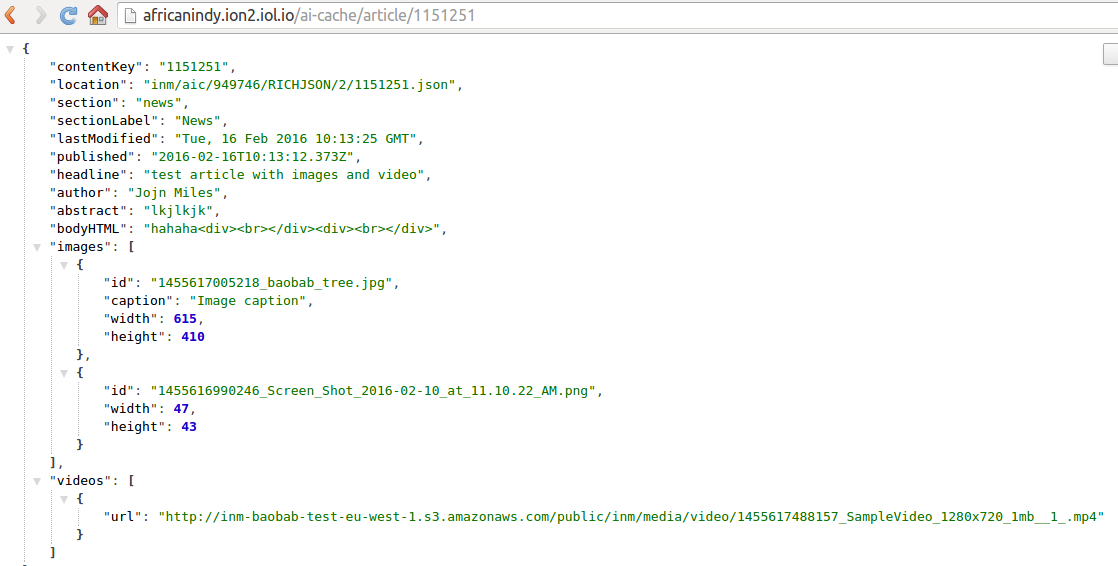 africanindy.ion2.iol.io/ai-cache/article/1151251
{
"contentKey": "1151251",
"location": "inm/aic/949746/RICHJSON/2/1151251.json",
"section": "news",
"sectionLabel": "News",
"lastModified": "Tue, 16 Feb 2016 10:13:25 GMT",
"published": "2016-02-16T10:13:12.373Z",
"headline": "test article with images and video",
"author": "Jojn Miles",
"abstract": "lkjlkjk",
"bodyHTML": "hahaha<div><br></div><div><br></div>",
"images": [
{
"id": "1455617005218_baobab_tree.jpg",
"caption": "Image caption",
"width": 615,
"height": 410
},
{
"id": "1455616990246_Screen_Shot_2016-02-10_at_11.10.22_AM.png",
"width": 47,
"height": 43
}
],
"videos": [
{
"url": "http://inm-baobab-test-eu-west-1.s3.amazonaws.com/public/inm/media/video/1455617488157_SampleVideo_1280x720_1mb__1_.mp4"
}
]